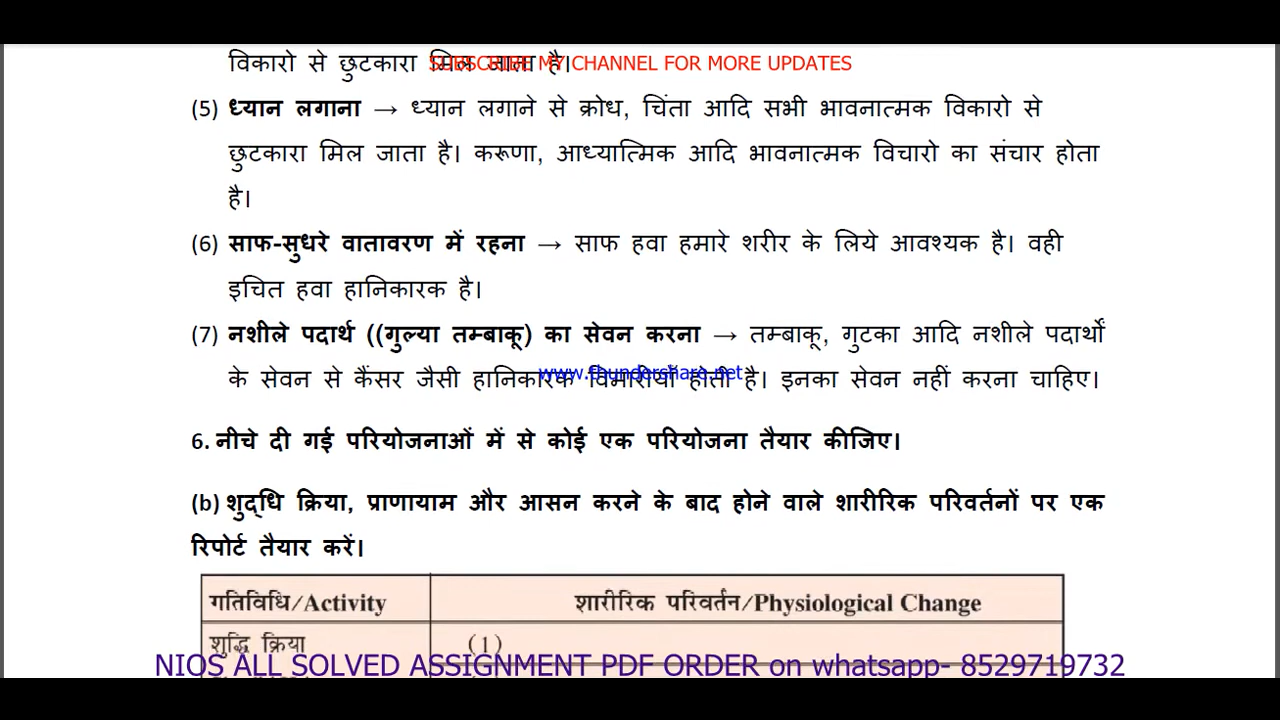 विकारो से छुटकारा मिल जाता है।
SUBSCRIBE MY CHANNEL FOR MORE UPDATES
(5) ध्यान लगाना → ध्यान लगाने से क्रोध, चिंता आदि सभी भावनात्मक विकारो से
छुटकारा मिल जाता है। करूणा, आध्यात्मिक आदि भावनात्मक विचारो का संचार होता
है।
(6) साफ-सुधरे वातावरण में रहना → साफ हवा हमारे शरीर के लिये आवश्यक है। वही
इचित हवा हानिकारक है।
(7) नशीले पदार्थ ((गुल्या तम्बाकू) का सेवन करना → तम्बाकू, गुटका आदि नशीले पदार्थों
के सेवन से कैंसर जैसी हानिकारक विमारीया होती है। इनका सेवन नहीं करना चाहिए।
www.thundershare.net
6. नीचे दी गई परियोजनाओं में से कोई एक परियोजना तैयार कीजिए।
(b) शुद्धि क्रिया, प्राणायाम और आसन करने के बाद होने वाले शारीरिक परिवर्तनों पर एक
रिपोर्ट तैयार करें।
गतिविधि/Activity शारीरिक परिवर्तन/Physiological Change
शुद्धि क्रिया (1)
NIOS ALL SOLVED ASSIGNMENT PDF ORDER on whatsapp- 8529719732